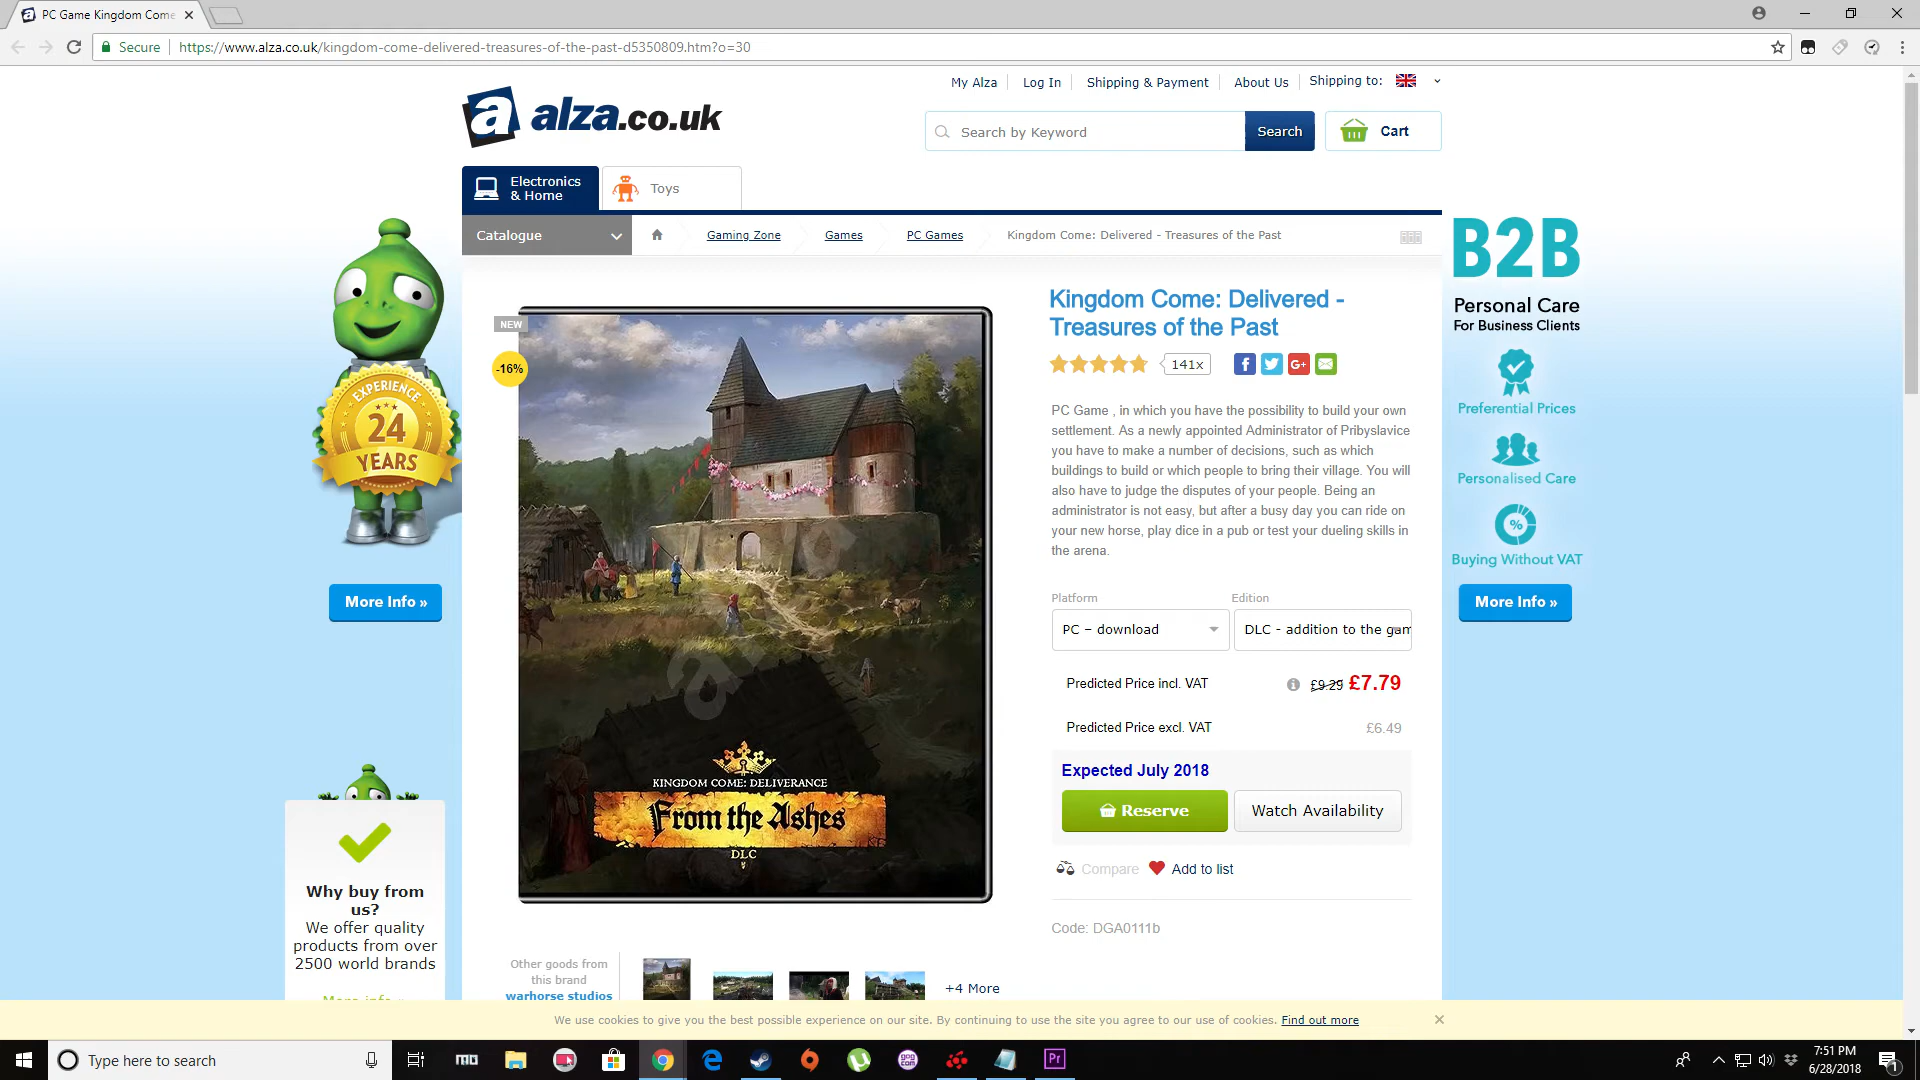 PC Game Kingdom Come
Secure
https://www.alza.co.uk/kingdom-come-delivered-treasures-of-the-past-d5350809.htm?o=30
My Alza
Log In
Shipping & Payment
About Us
Shipping to:
a alza.co.uk
Search by Keyword
Search
Cart
Electronics
& Home
Toys
Catalogue
Gaming Zone
Games
PC Games
Kingdom Come: Delivered - Treasures of the Past
EXPERIENCE
24
YEARS
More Info »
Why buy from
us?
We offer quality
products from over
2500 world brands
More info »
NEW
-16%
alza
KINGDOM COME: DELIVERANCE
From the Ashes
DLC
Kingdom Come: Delivered -
Treasures of the Past
141x
PC Game , in which you have the possibility to build your own
settlement. As a newly appointed Administrator of Pribyslavice
you have to make a number of decisions, such as which
buildings to build or which people to bring their village. You will
also have to judge the disputes of your people. Being an
administrator is not easy, but after a busy day you can ride on
your new horse, play dice in a pub or test your dueling skills in
the arena.
Platform
Edition
PC – download
DLC - addition to the gam
Predicted Price incl. VAT
£9.29 £7.79
Predicted Price excl. VAT
£6.49
Expected July 2018
Reserve
Watch Availability
Compare
Add to list
Code: DGA0111b
Other goods from
this brand
warhorse studios
+4 More
B2B
Personal Care
For Business Clients
Preferential Prices
Personalised Care
%
Buying Without VAT
More Info »
We use cookies to give you the best possible experience on our site. By continuing to use the site you agree to our use of cookies. Find out more
Type here to search
Pr
7:51 PM
6/28/2018
1